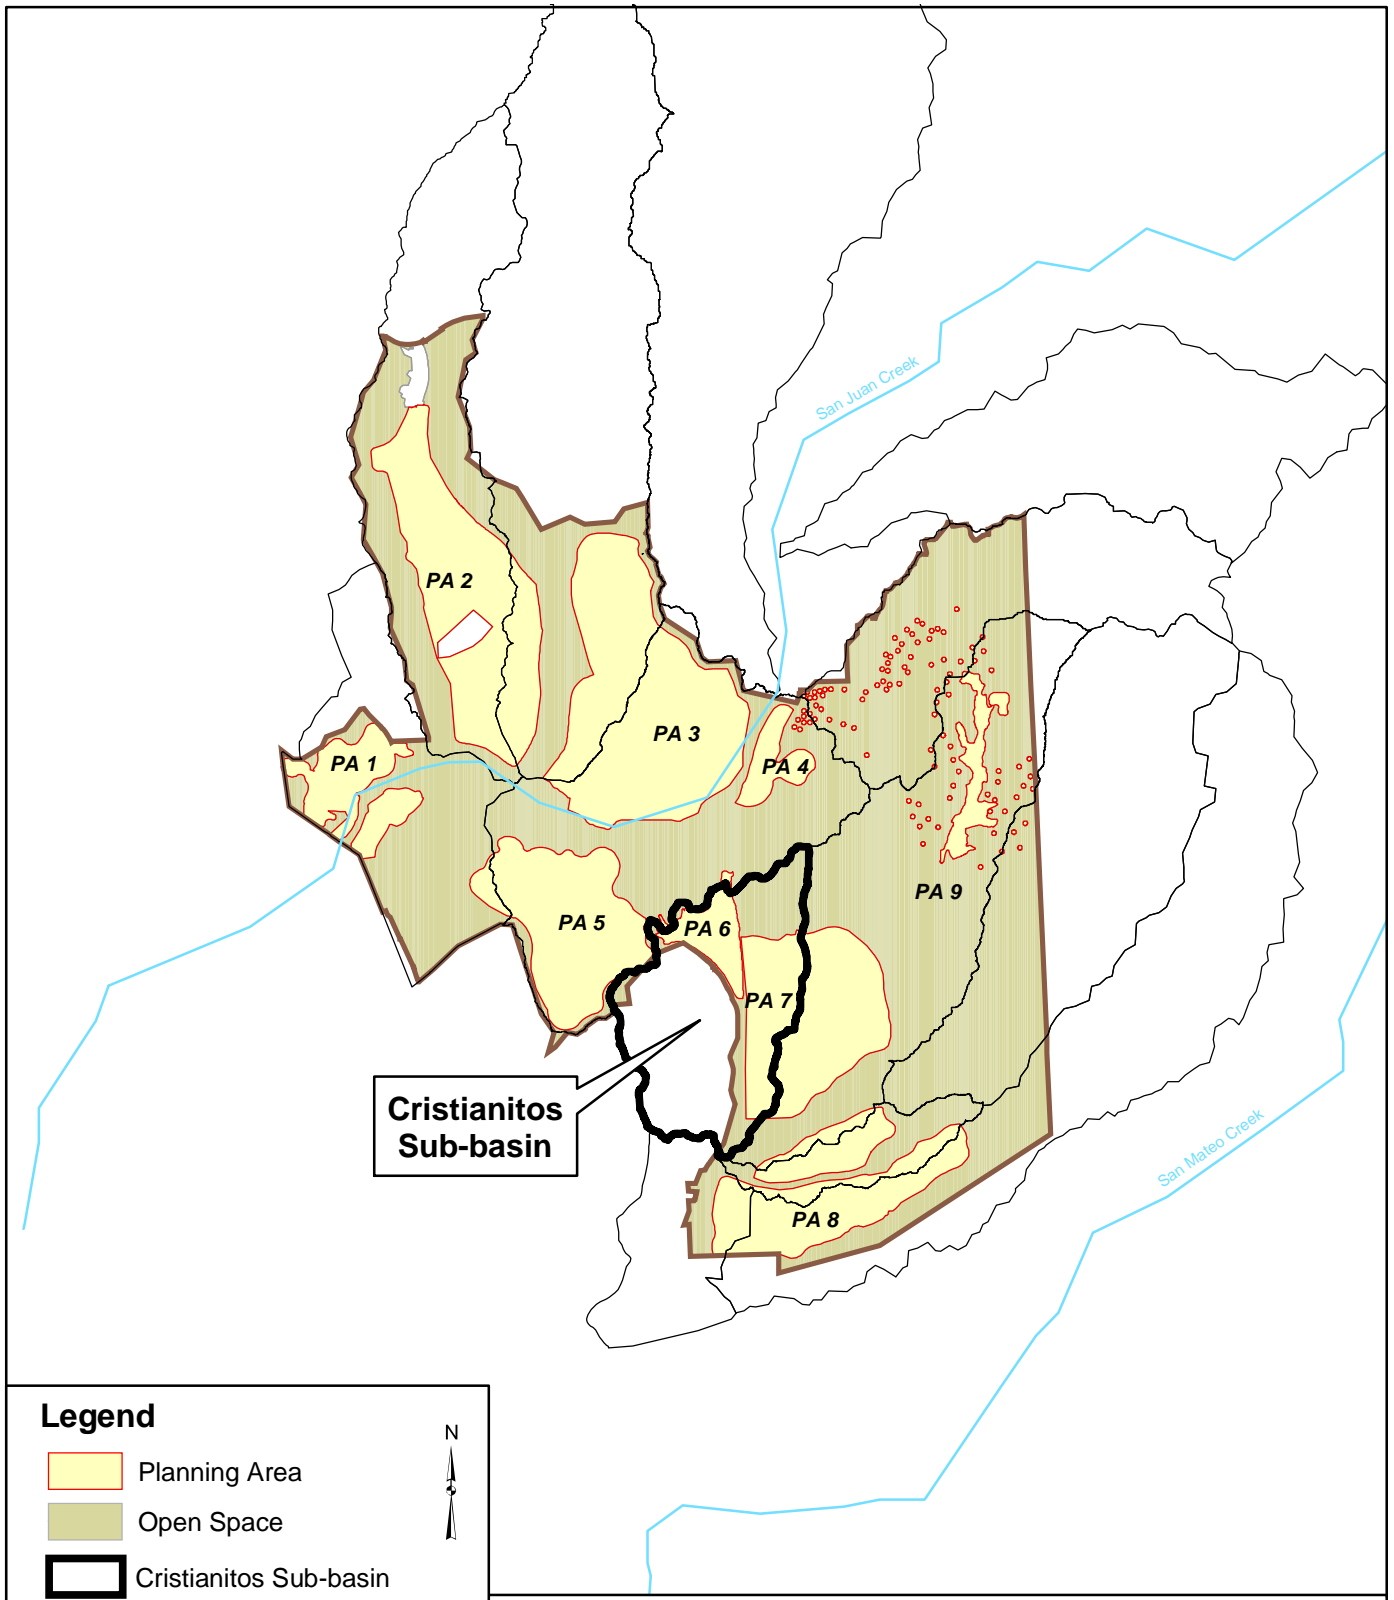 San Juan Creek
PA 2
PA 3
PA 1
PA 4
PA 9
PA 5
PA 6
PA 7
Cristianitos
Sub-basin
San Mateo Creek
PA 8
Legend
N
Planning Area
Open Space
Cristianitos Sub-basin